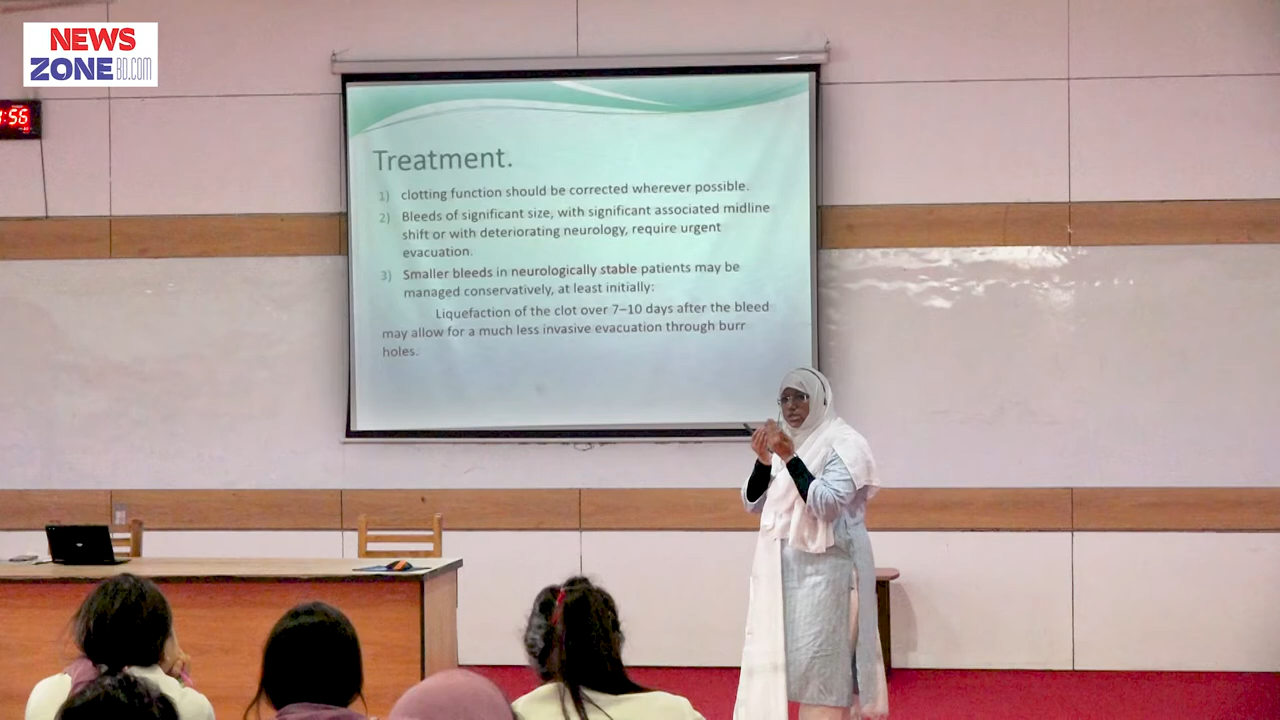 NEWS
ZONE BD.COM
:56
Treatment.
1) clotting function should be corrected wherever possible.
2) Bleeds of significant size, with significant associated midline
shift or with deteriorating neurology, require urgent
evacuation.
3) Smaller bleeds in neurologically stable patients may be
managed conservatively, at least initially:
Liquefaction of the clot over 7–10 days after the bleed
may allow for a much less invasive evacuation through burr
holes.